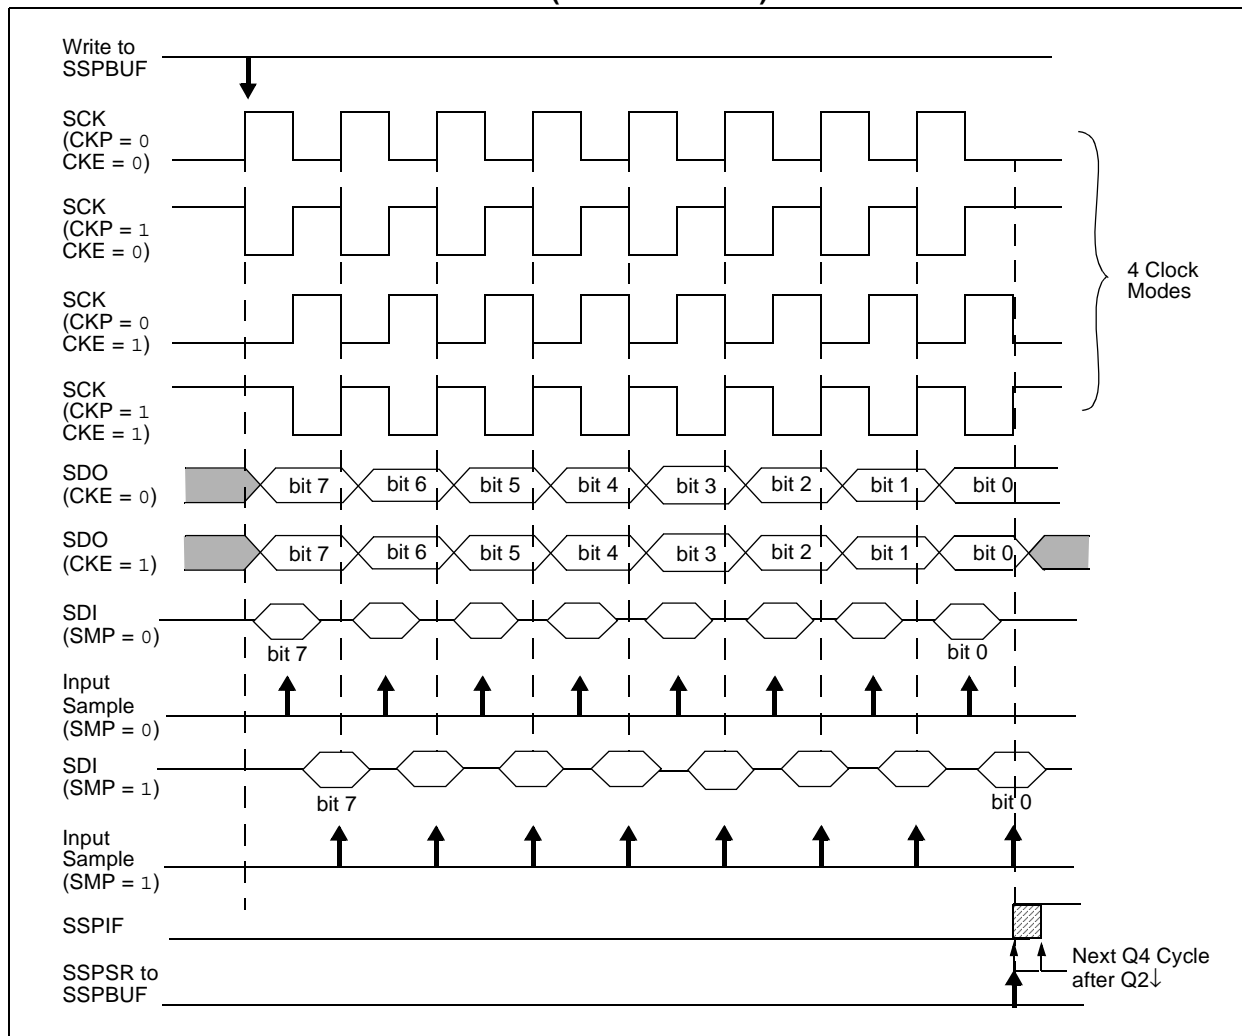 Write to
SSPBUF
SCK
(CKP = 0
CKE = 0)
SCK
(CKP = 1
CKE = 0)
4 Clock
Modes
SCK
(CKP = 0
CKE = 1)
SCK
(CKP = 1
CKE = 1)
SDO
(CKE = 0)
bit 7 bit 6 bit 5 bit 4 bit 3 bit 2 bit 1 bit 0
SDO
(CKE = 1)
bit 7 bit 6 bit 5 bit 4 bit 3 bit 2 bit 1 bit 0
SDI
(SMP = 0)
bit 7 bit 0
Input
Sample
(SMP = 0)
SDI
(SMP = 1)
bit 7 bit 0
Input
Sample
(SMP = 1)
SSPIF
Next Q4 Cycle
after Q2↓
SSPSR to
SSPBUF